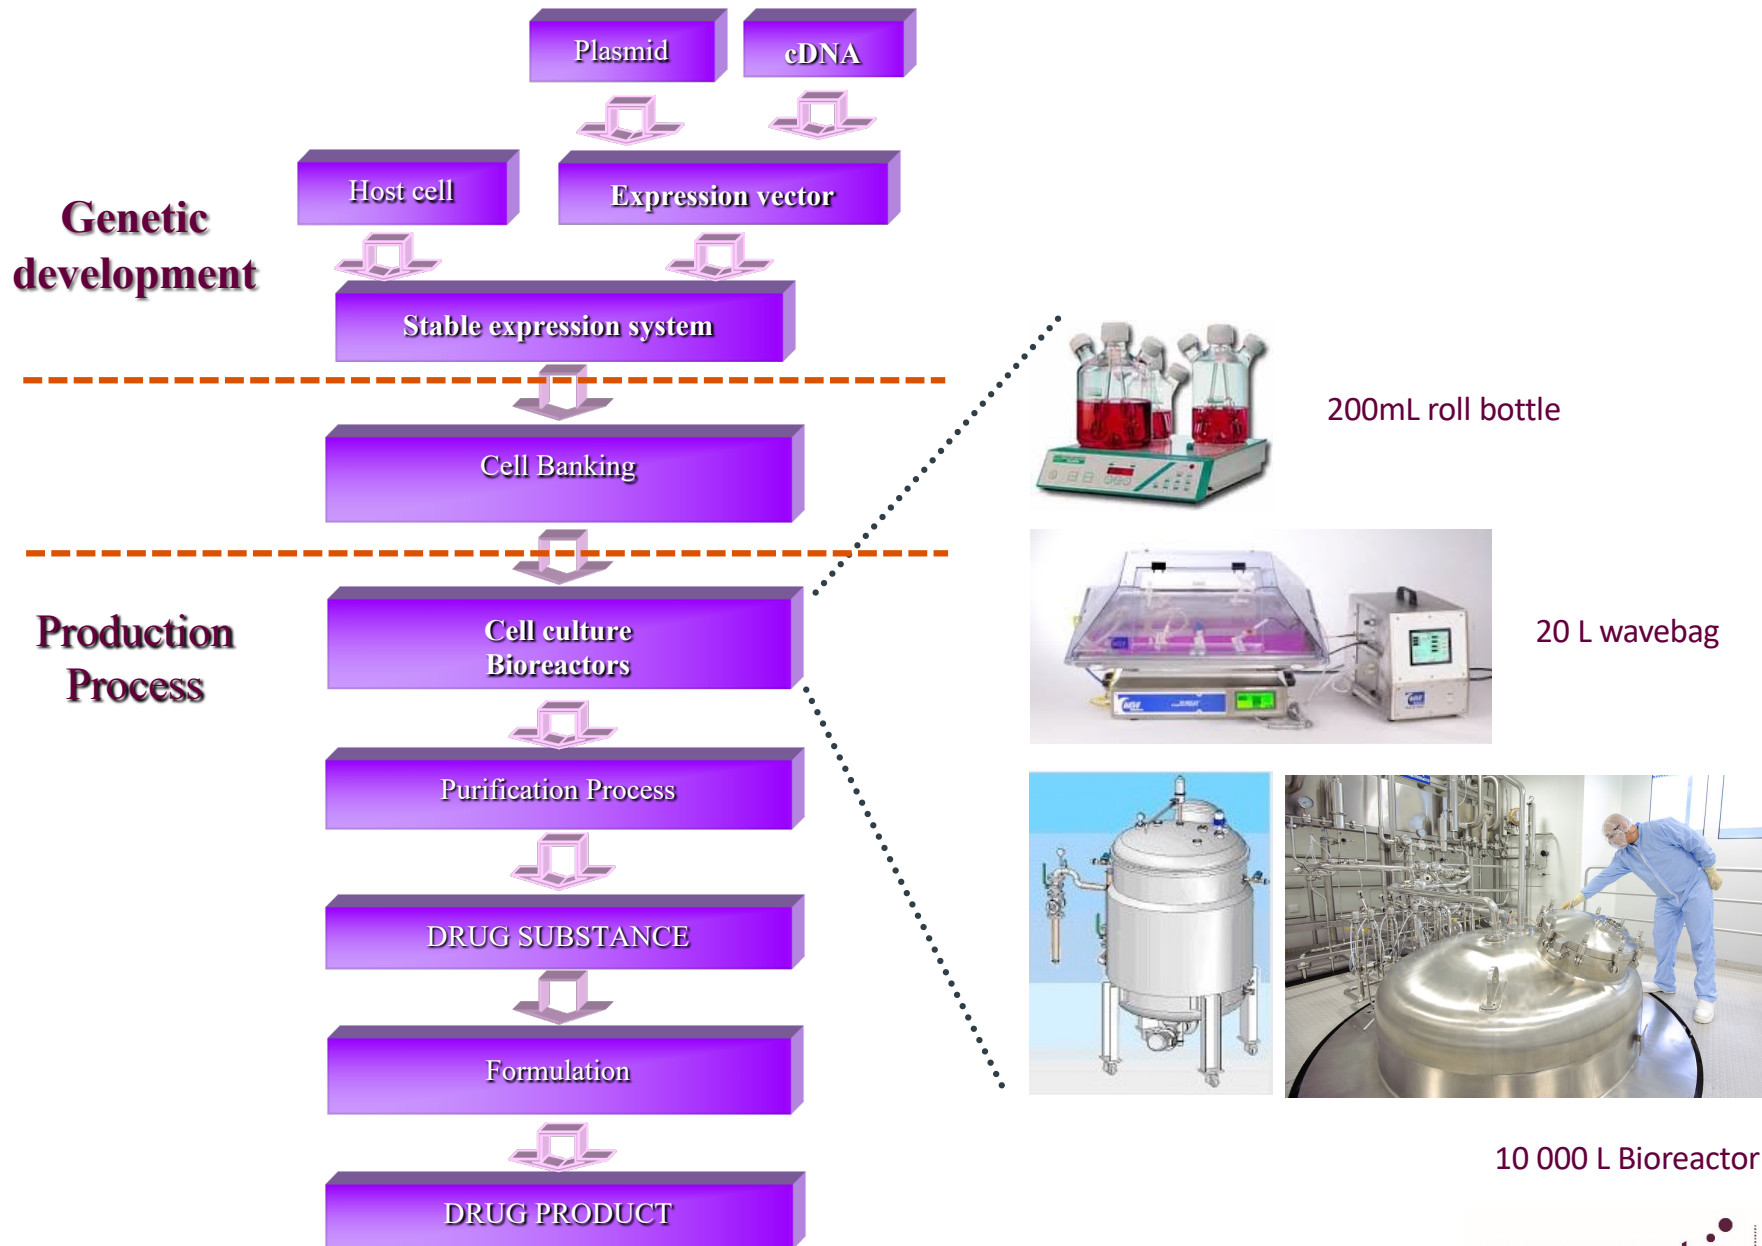 Plasmid
cDNA
Host cell
Expression vector
Genetic
development
Stable expression system
200mL roll bottle
Cell Banking
20 L wavebag
Production
Process
Cell culture
Bioreactors
Purification Process
DRUG SUBSTANCE
Formulation
10 000 L Bioreactor
DRUG PRODUCT